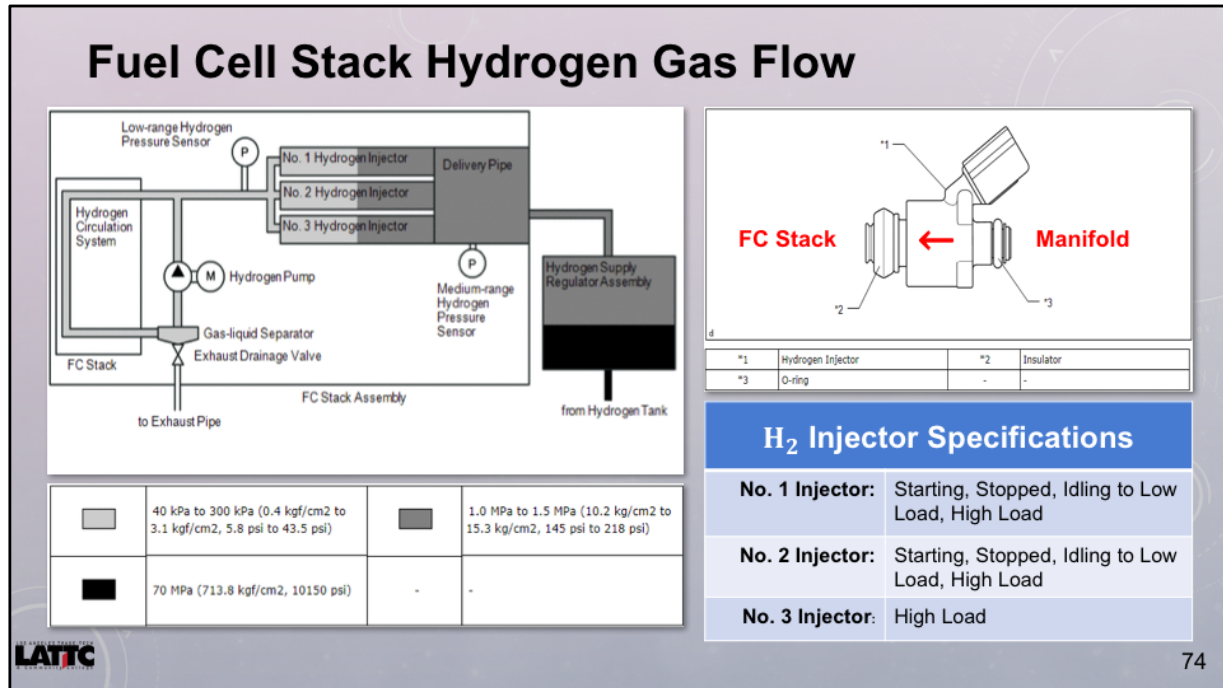 Fuel Cell Stack Hydrogen Gas Flow
Low-range Hydrogen
Pressure Sensor
P
No. 1 Hydrogen Injector
Delivery Pipe
No. 2 Hydrogen Injector
No. 3 Hydrogen Injector
Hydrogen
Circulation
System
M
Hydrogen Pump
P
Medium-range
Hydrogen
Pressure
Sensor
Hydrogen Supply
Regulator Assembly
Gas-liquid Separator
Exhaust Drainage Valve
FC Stack
FC Stack Assembly
to Exhaust Pipe
from Hydrogen Tank
40 kPa to 300 kPa (0.4 kgf/cm2 to
3.1 kgf/cm2, 5.8 psi to 43.5 psi)
1.0 MPa to 1.5 MPa (10.2 kg/cm2 to
15.3 kg/cm2, 145 psi to 218 psi)
70 MPa (713.8 kgf/cm2, 10150 psi)
-
-
*1
FC Stack
Manifold
*2
*3
d
*1 Hydrogen Injector *2 Insulator
*3 O-ring - -
H₂ Injector Specifications
No. 1 Injector: Starting, Stopped, Idling to Low
Load, High Load
No. 2 Injector: Starting, Stopped, Idling to Low
Load, High Load
No. 3 Injector: High Load
LOS ANGELES TRADE-TECH
LATTC
A Community College
74